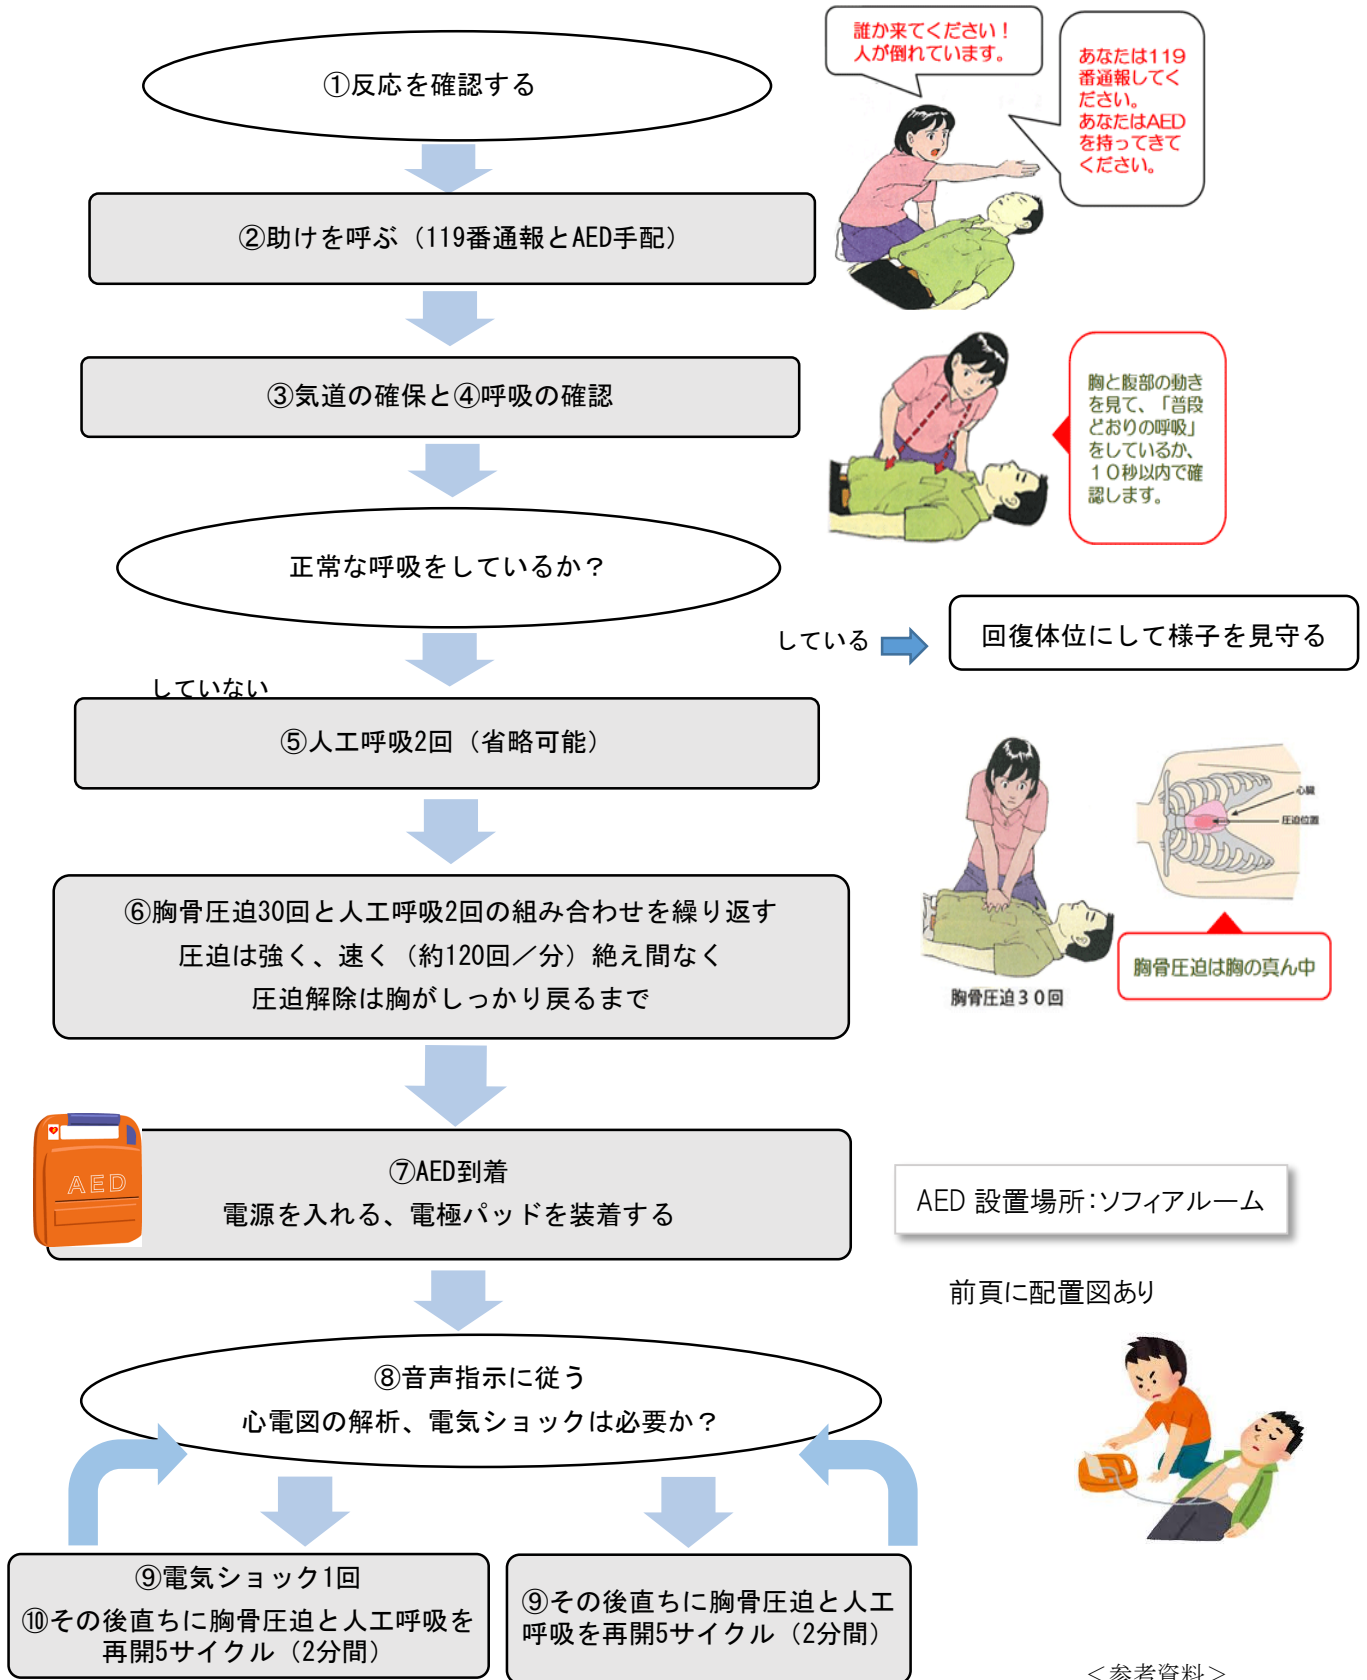 ①反応を確認する
誰か来てください！
人が倒れています。
あなたは119
番通報してく
ださい。
あなたはAED
を持ってきて
ください。
②助けを呼ぶ（119番通報とAED手配）
③気道の確保と④呼吸の確認
胸と腹部の動き
を見て、「普段
どおりの呼吸」
をしているか、
１０秒以内で確
認します。
正常な呼吸をしているか？
している
回復体位にして様子を見守る
していない
⑤人工呼吸2回（省略可能）
心臓
圧迫位置
胸骨圧迫３０回
胸骨圧迫は胸の真ん中
⑥胸骨圧迫30回と人工呼吸2回の組み合わせを繰り返す
圧迫は強く、速く（約120回／分）絶え間なく
圧迫解除は胸がしっかり戻るまで
AED
⑦AED到着
電源を入れる、電極パッドを装着する
AED 設置場所：ソフィアルーム
前頁に配置図あり
⑧音声指示に従う
心電図の解析、電気ショックは必要か？
⑨電気ショック1回
⑩その後直ちに胸骨圧迫と人工呼吸を
再開5サイクル（2分間）
⑨その後直ちに胸骨圧迫と人工
呼吸を再開5サイクル（2分間）
＜参考資料＞